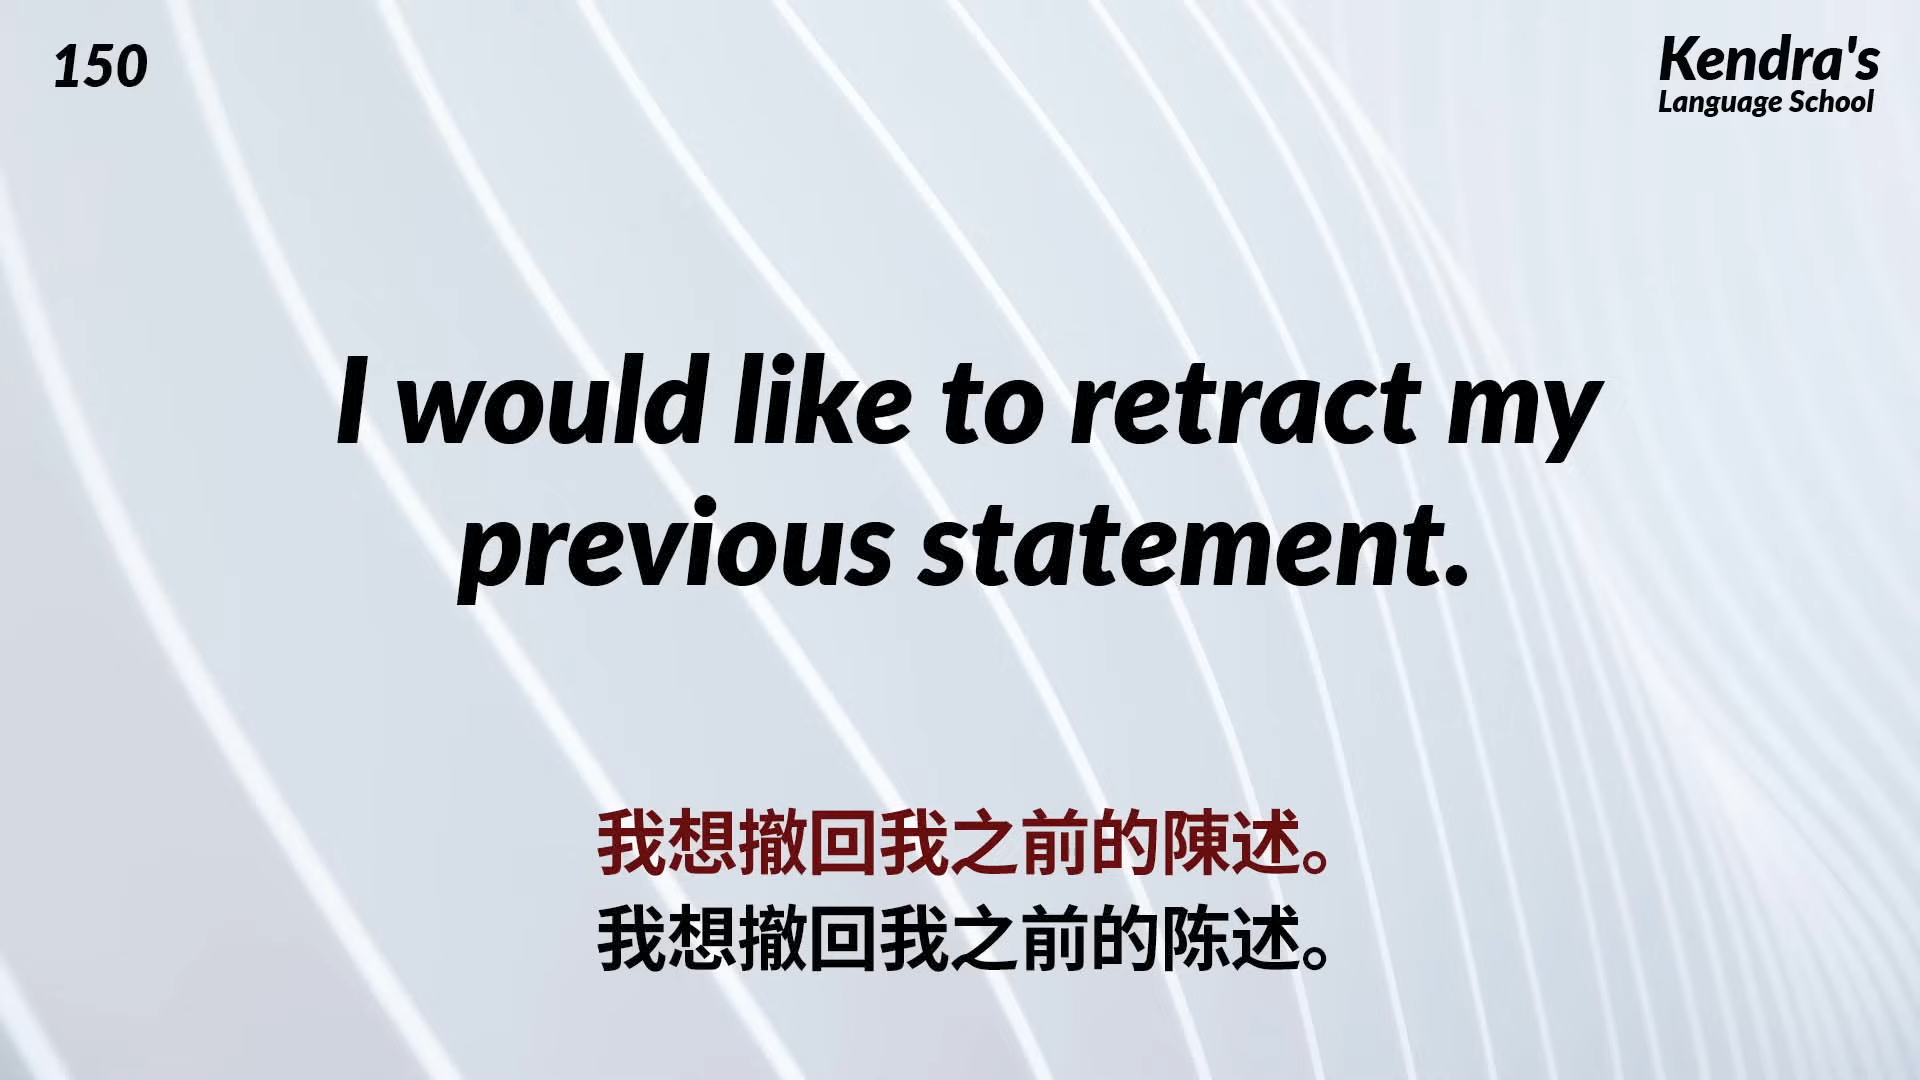 150
Kendra's
Language School
I would like to retract my
previous statement.
我想撤回我之前的陳述。
我想撤回我之前的陈述。